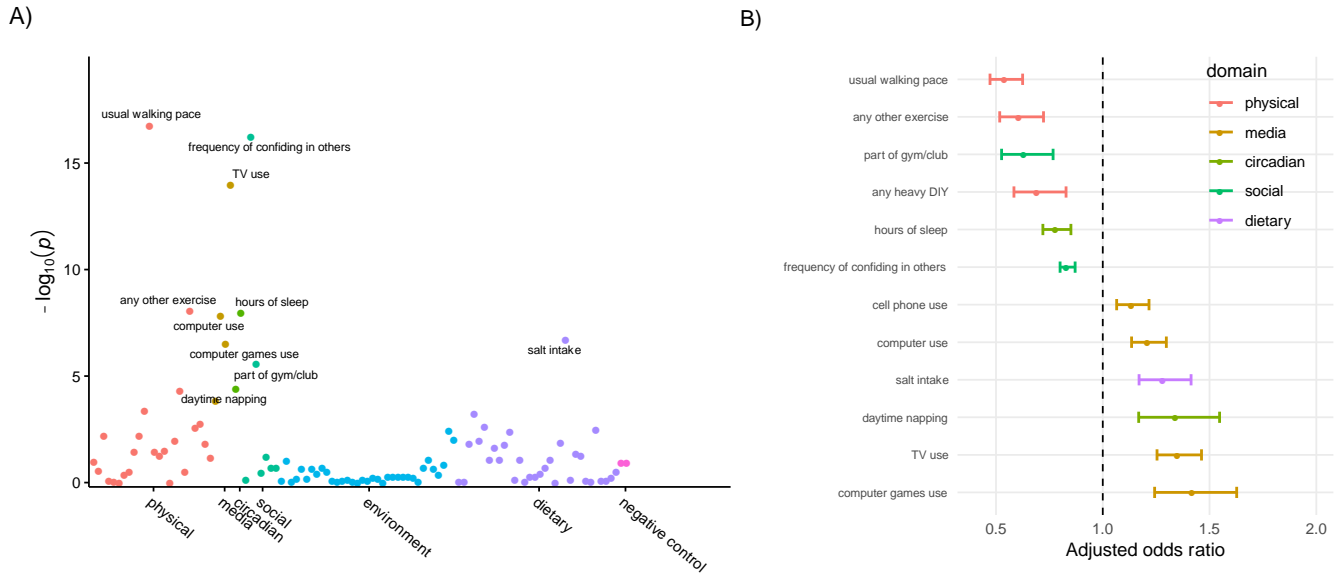 A)
usual walking pace
frequency of confiding in others
TV use
any other exercise
hours of sleep
computer use
computer games use
part of gym/club
daytime napping
salt intake
− log10(p)
15
10
5
0
physical
media
circadian
social
environment
dietary
negative control
B)
usual walking pace
any other exercise
part of gym/club
any heavy DIY
hours of sleep
frequency of confiding in others
cell phone use
computer use
salt intake
daytime napping
TV use
computer games use
domain
physical
media
circadian
social
dietary
0.5
1.0
1.5
2.0
Adjusted odds ratio